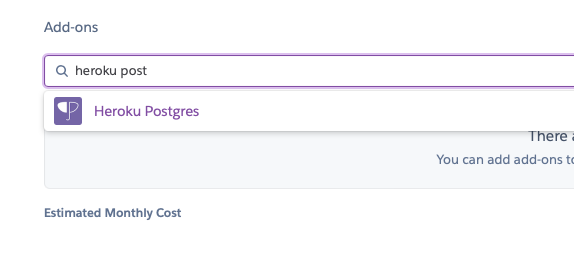 Add-ons
heroku post
Heroku Postgres
There
You can add add-ons to
Estimated Monthly Cost